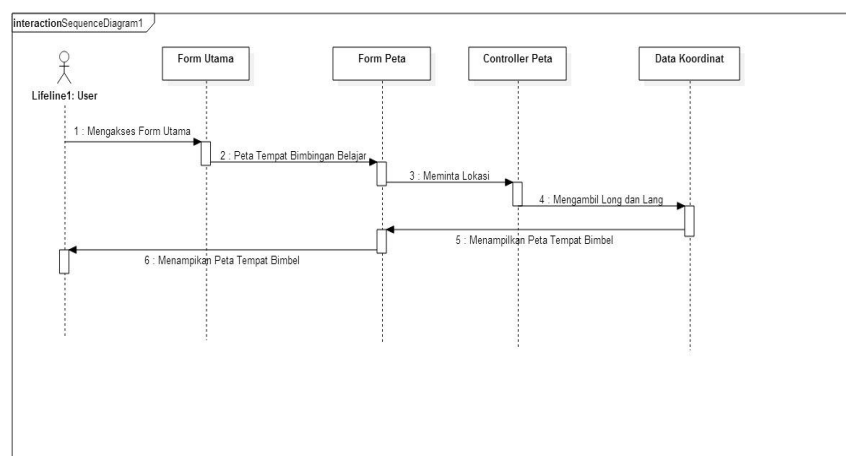 interactionSequenceDiagram1
Form Utama
Form Peta
Controller Peta
Data Koordinat
Lifeline1: User
1 : Mengakses Form Utama
2 : Peta Tempat Bimbingan Belajar
3 : Meminta Lokasi
4 : Mengambil Long dan Lang
5 : Menampilkan Peta Tempat Bimbel
6 : Menampikan Peta Tempat Bimbel